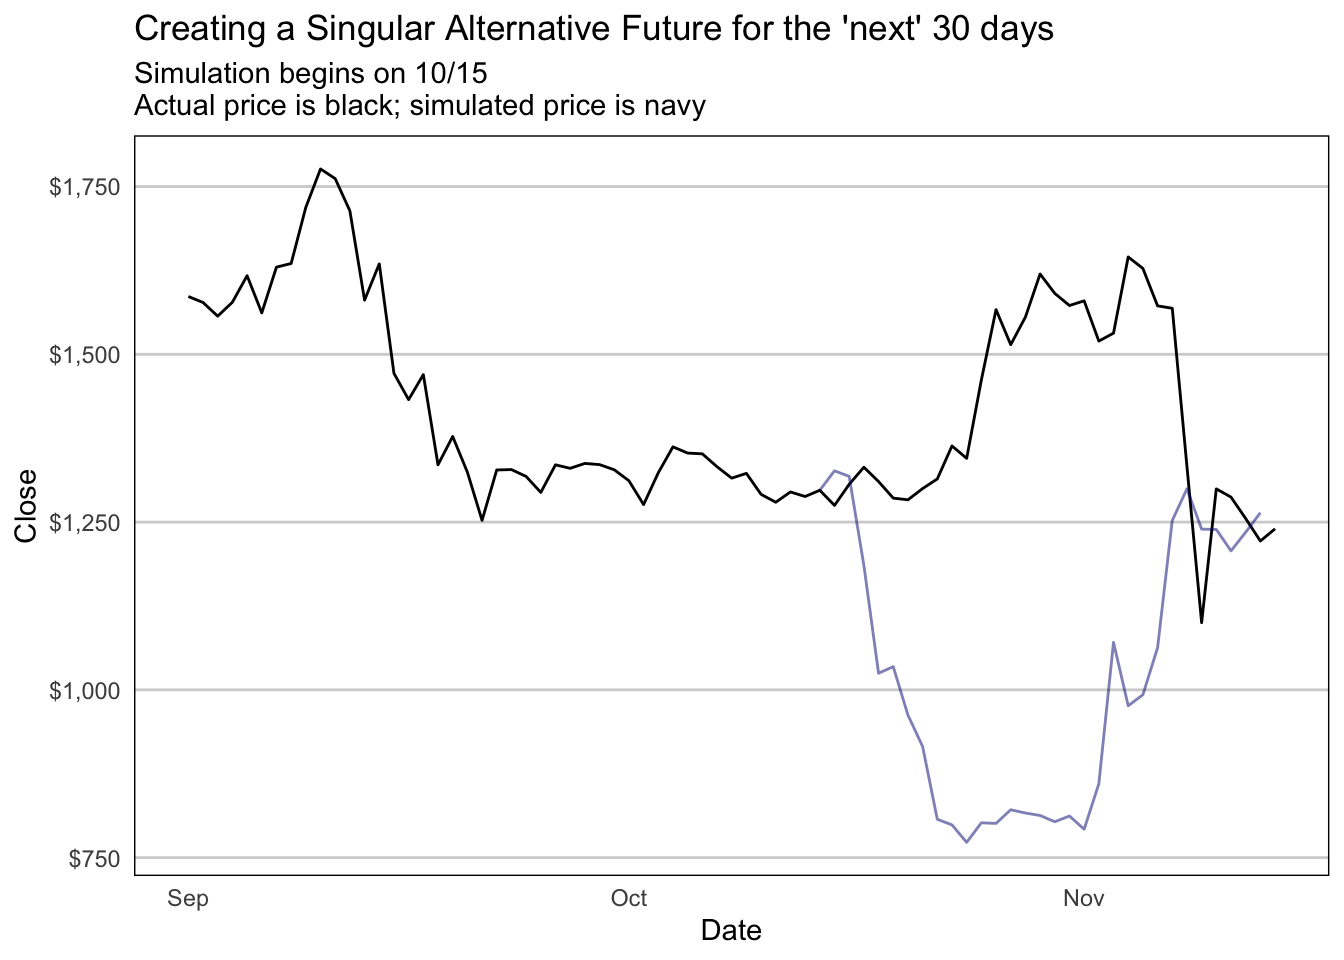 Creating a Singular Alternative Future for the 'next' 30 days
Simulation begins on 10/15
Actual price is black; simulated price is navy
$1,750
$1,500
$1,250
$1,000
$750
Close
Sep
Oct
Nov
Date